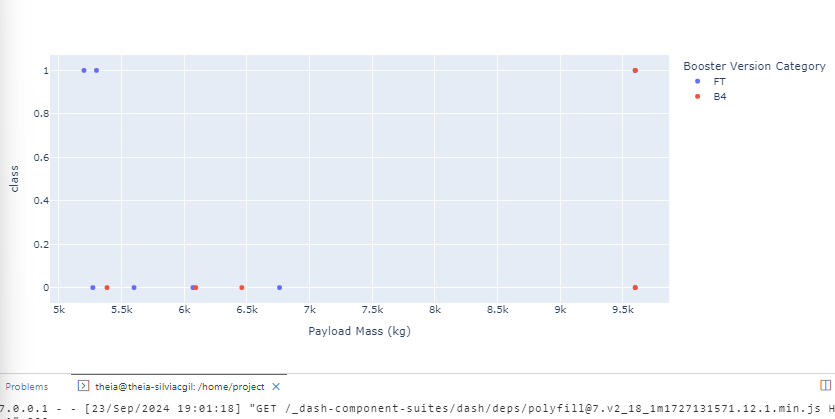 Booster Version Category
FT
B4
1
0.8
0.6
0.4
0.2
0
class
5k 5.5k 6k 6.5k 7k 7.5k 8k 8.5k 9k 9.5k
Payload Mass (kg)
Problems theia@theia-silviacgil: /home/project ×
7.0.0.1 - - [23/Sep/2024 19:01:18] "GET /_dash-component-suites/dash/deps/polyfill@7.v2_18_1m1727131571.12.1.min.js H